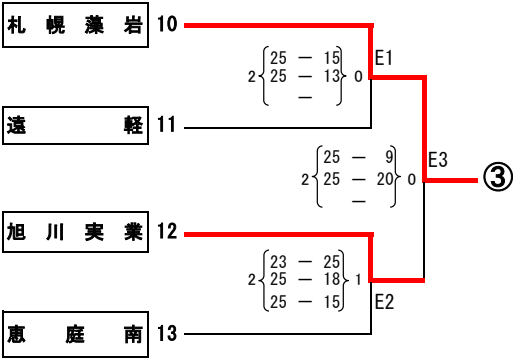 札 幌 藻 岩 10
25 — 15 E1
2 25 — 13 0
—
遠 軽 11
25 — 9 E3
2 25 — 20 0 ③
—
旭 川 実 業 12
23 — 25
2 25 — 18 1
25 — 15 E2
恵 庭 南 13